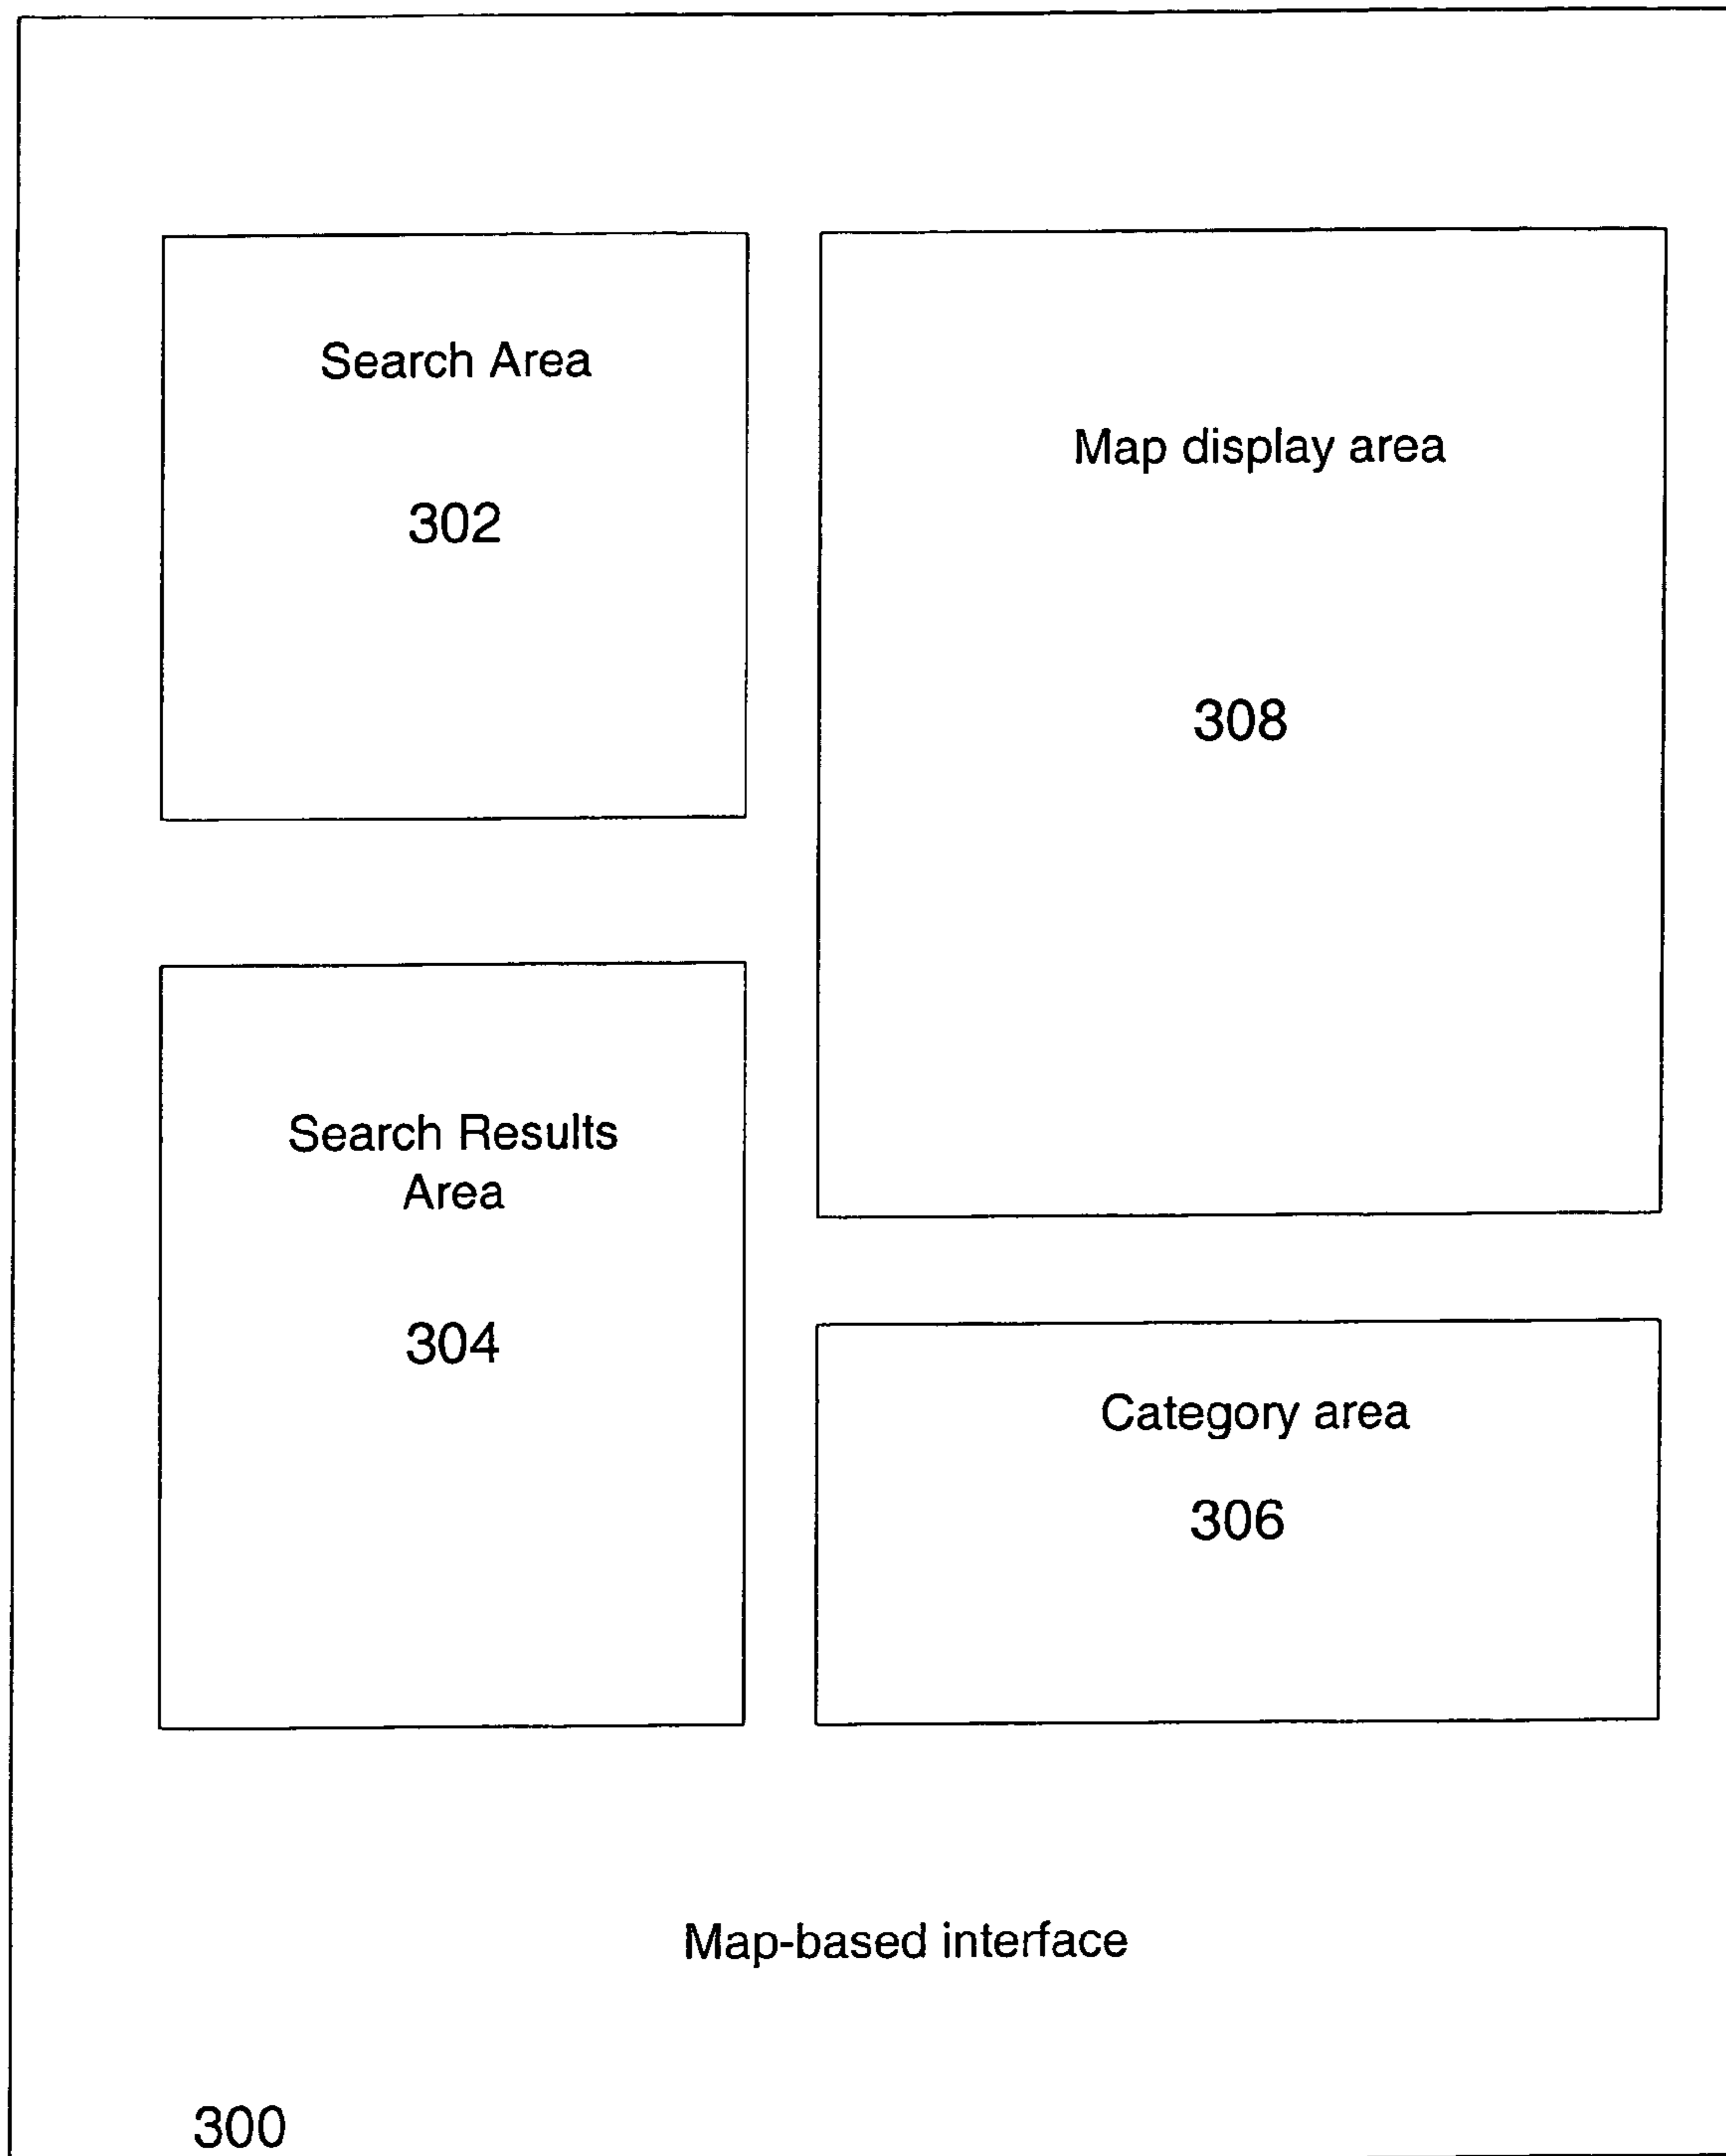 Search Area
302
Map display area
308
Search Results
Area
304
Category area
306
Map-based interface
300